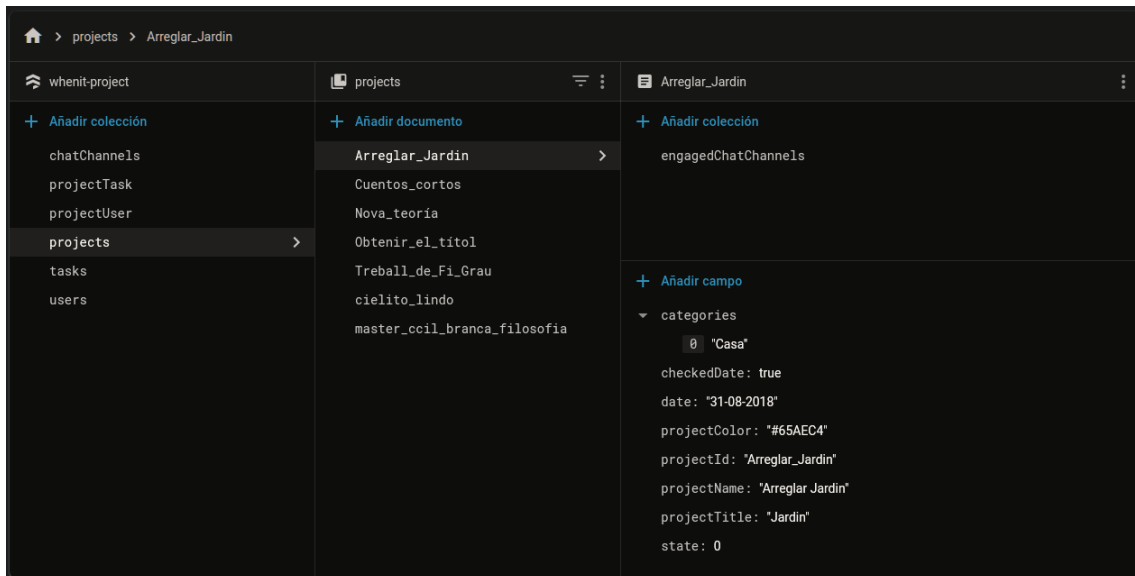 projects > Arreglar_Jardin
whenit-project
Añadir colección
chatChannels
projectTask
projectUser
projects
tasks
users
projects
Añadir documento
Arreglar_Jardin
Cuentos_cortos
Nova_teoría
Obtenir_el_títol
Treball_de_Fi_Grau
cielito_lindo
master_ccil_branca_filosofia
Arreglar_Jardin
Añadir colección
engagedChatChannels
Añadir campo
categories
0 "Casa"
checkedDate: true
date: "31-08-2018"
projectColor: "#65AEC4"
projectId: "Arreglar_Jardin"
projectName: "Arreglar Jardin"
projectTitle: "Jardin"
state: 0